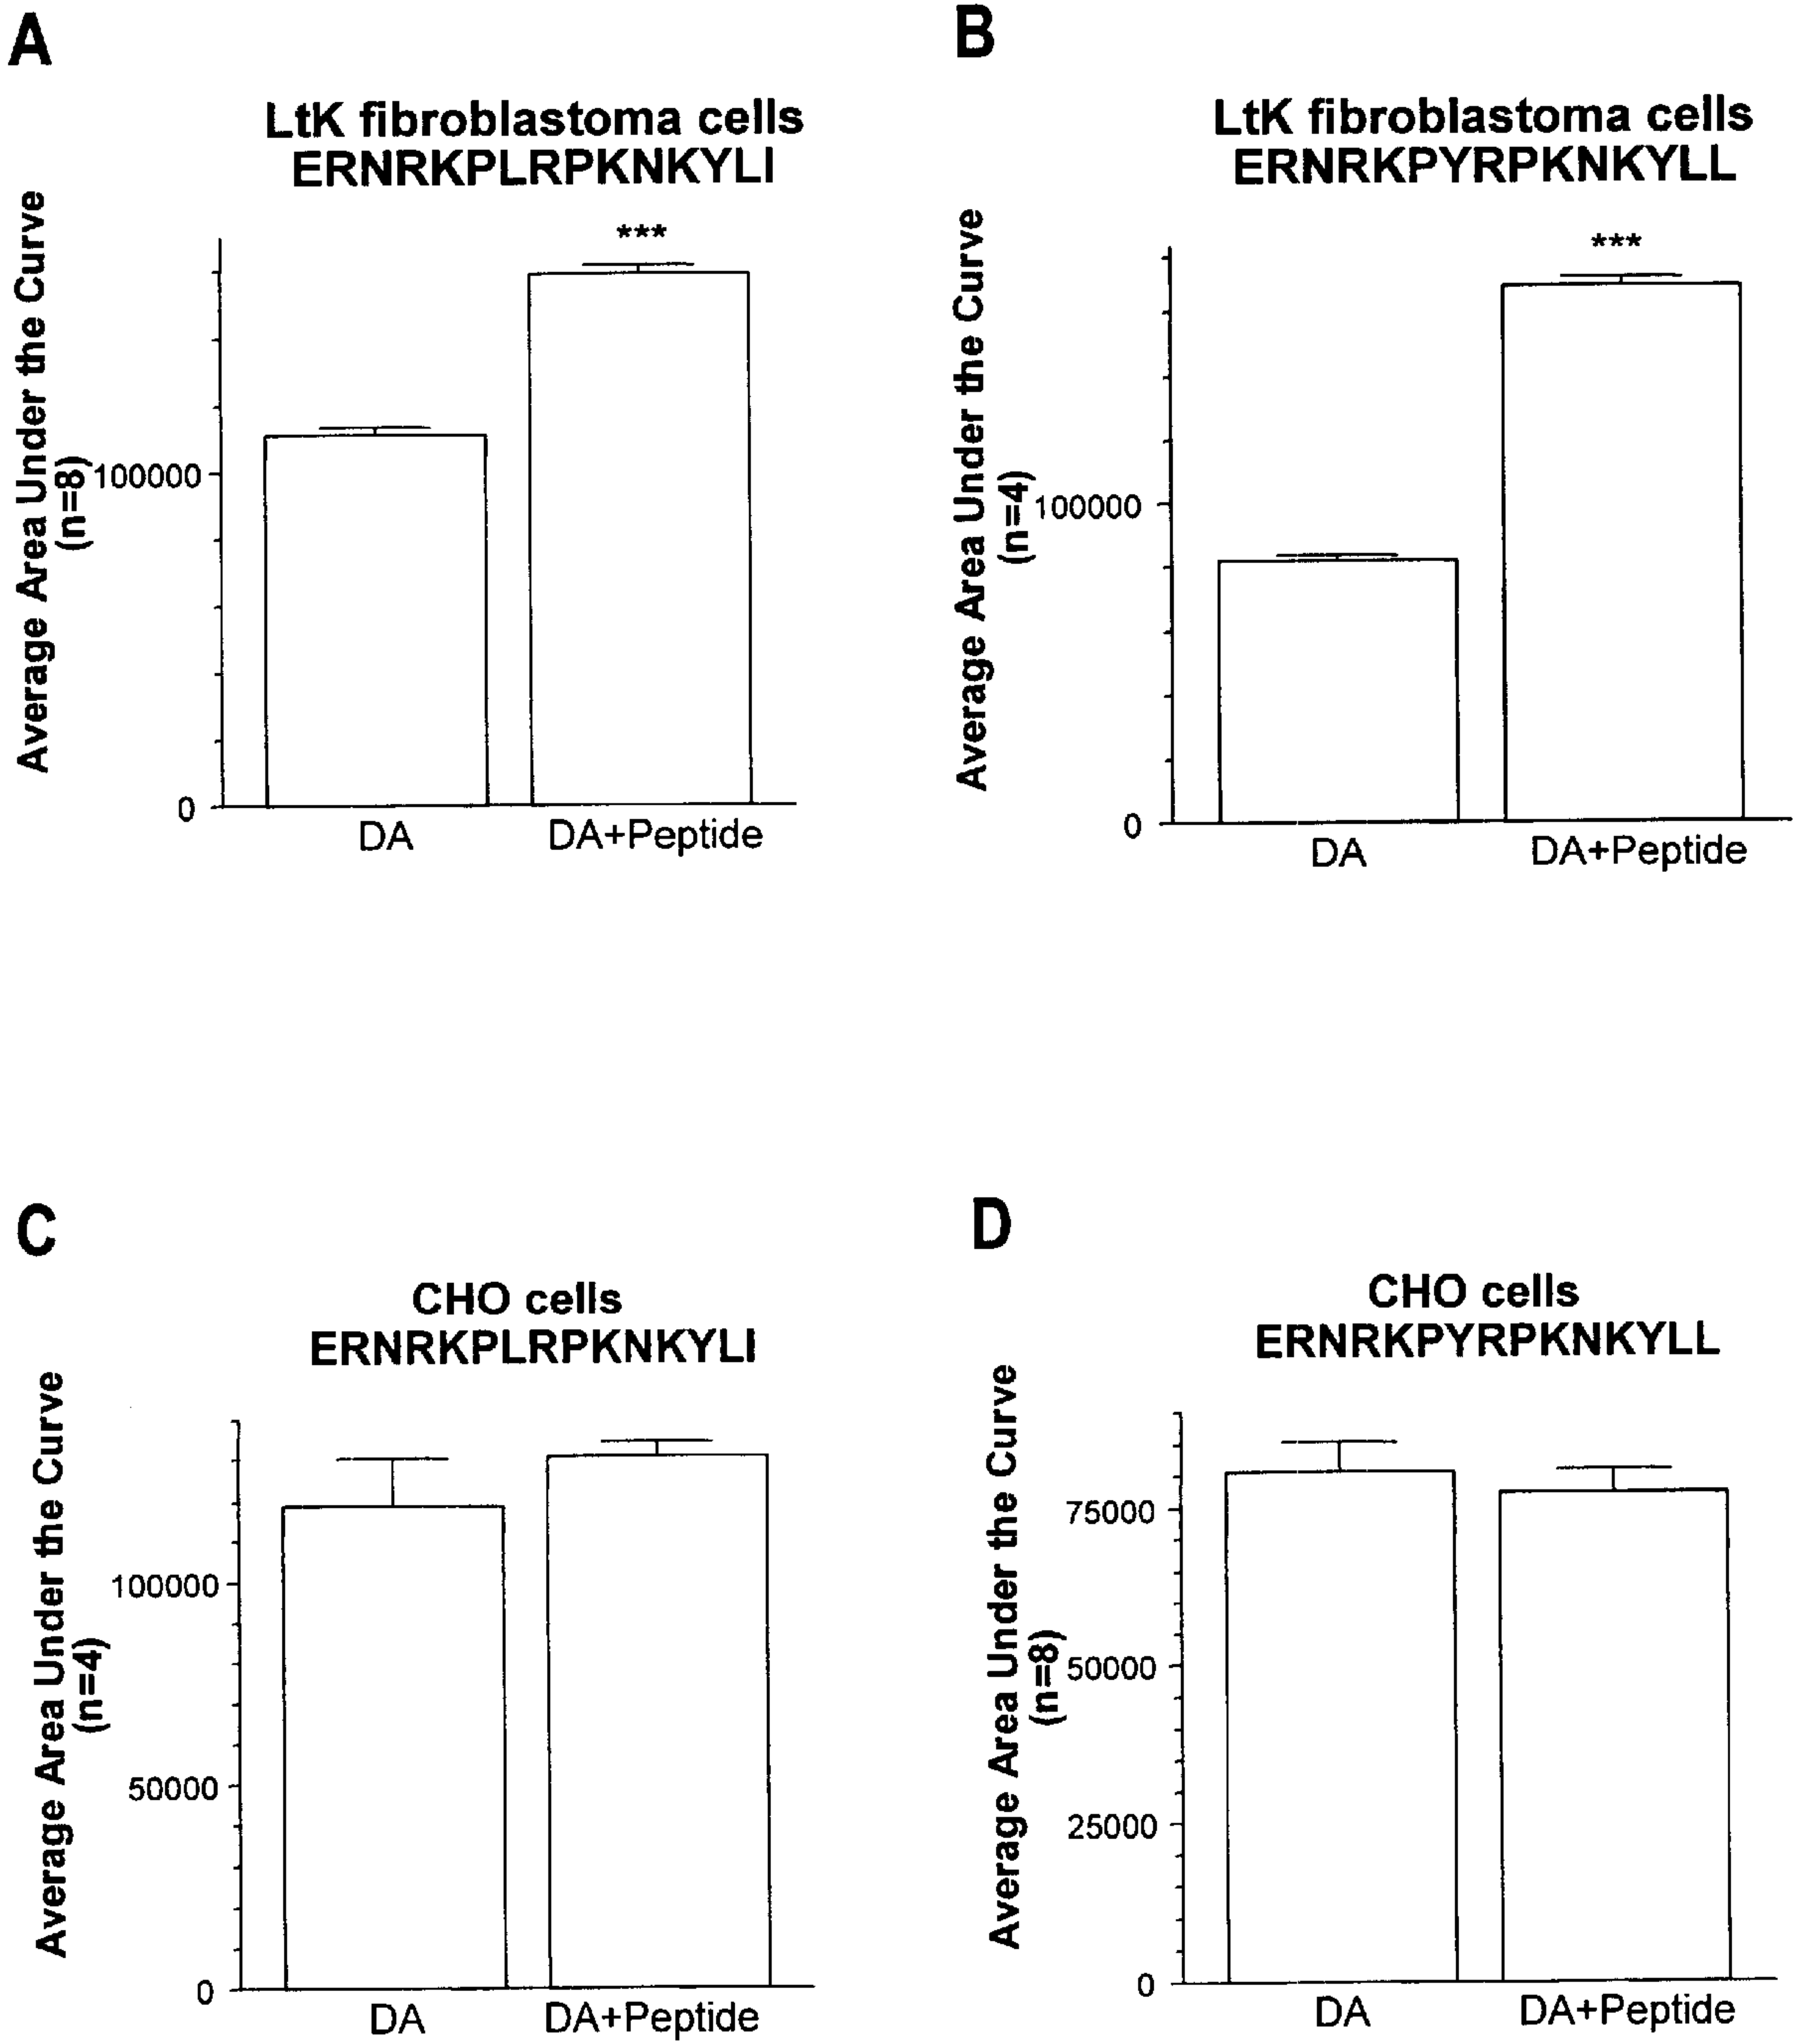 A
LtK fibroblastoma cells
ERNRKPLRPKNKYLI
Average Area Under the Curve
(n=8)
***
100000
0
DA
DA+Peptide
B
LtK fibroblastoma cells
ERNRKPYRPKNKYLL
Average Area Under the Curve
(n=4)
***
100000
0
DA
DA+Peptide
C
CHO cells
ERNRKPLRPKNKYLI
Average Area Under the Curve
(n=4)
100000
50000
0
DA
DA+Peptide
D
CHO cells
ERNRKPYRPKNKYLL
Average Area Under the Curve
(n=8)
75000
50000
25000
0
DA
DA+Peptide